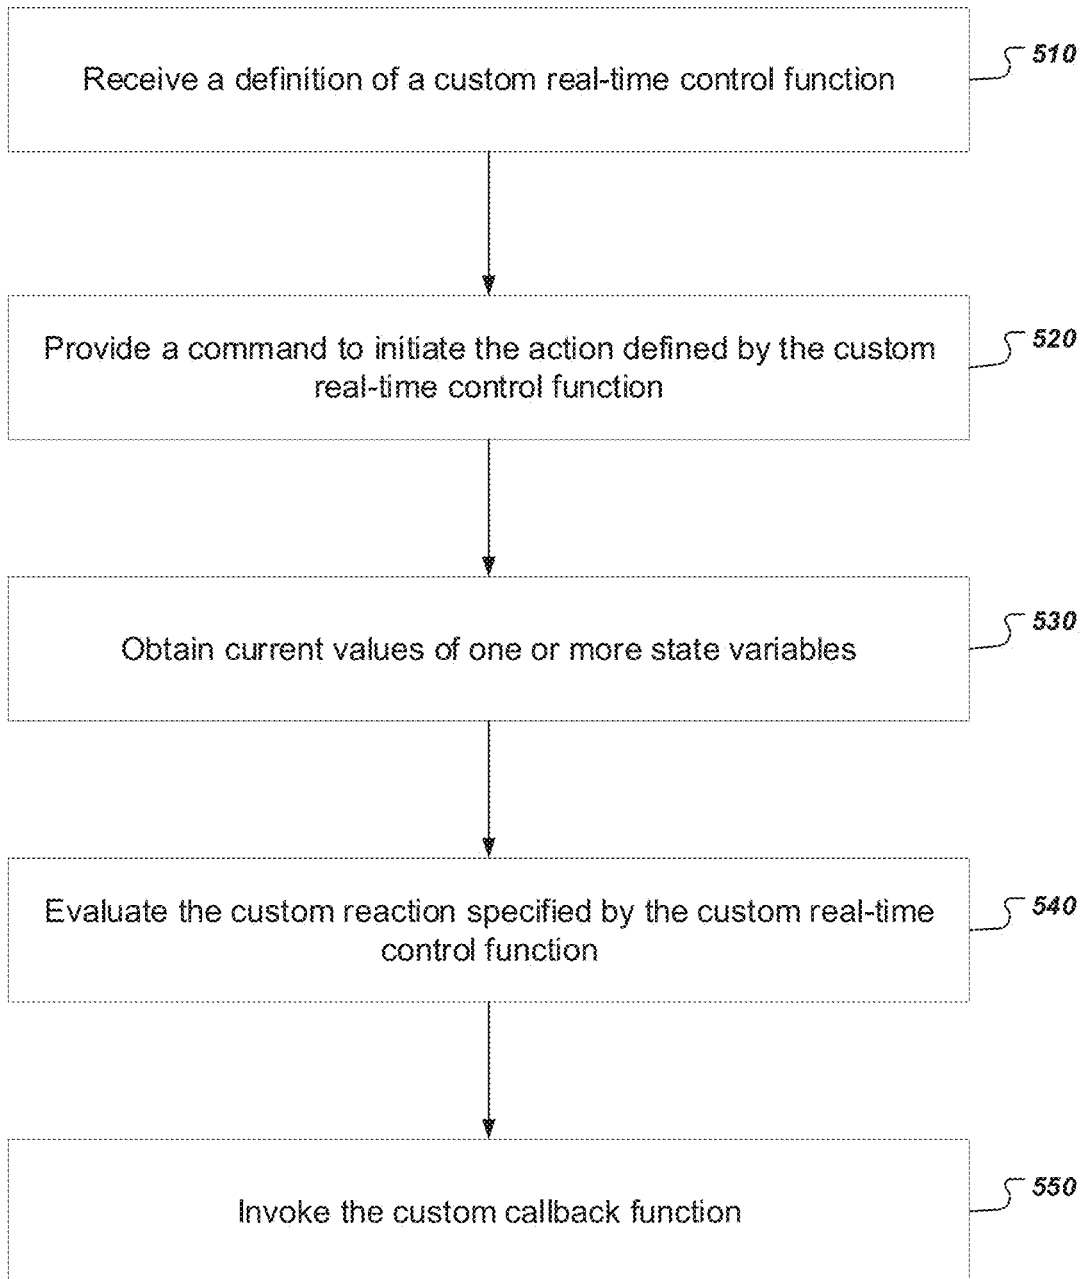 Receive a definition of a custom real-time control function
510
Provide a command to initiate the action defined by the custom
real-time control function
520
Obtain current values of one or more state variables
530
Evaluate the custom reaction specified by the custom real-time
control function
540
Invoke the custom callback function
550